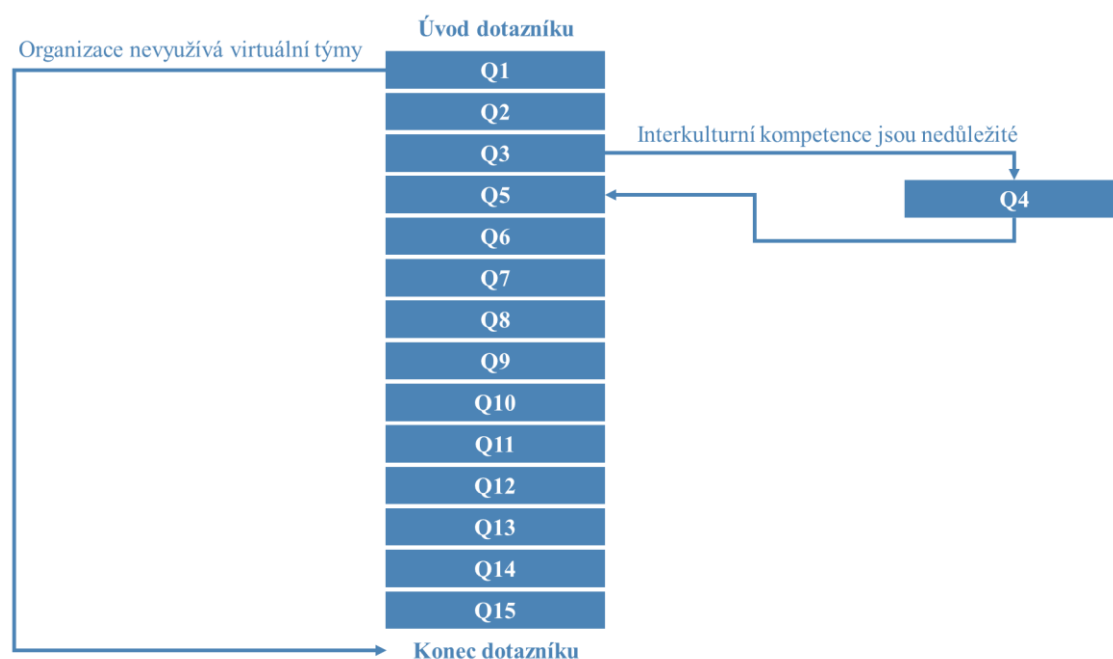 Úvod dotazníku
Organizace nevyužívá virtuální týmy
Q1
Q2
Interkulturní kompetence jsou nedůležité
Q3
Q4
Q5
Q6
Q7
Q8
Q9
Q10
Q11
Q12
Q13
Q14
Q15
Konec dotazníku